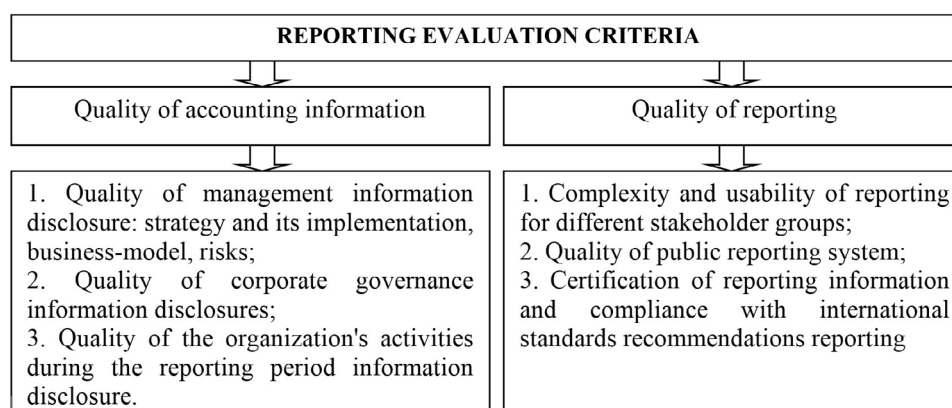 REPORTING EVALUATION CRITERIA
Quality of accounting information
Quality of reporting
1. Quality of management information
disclosure: strategy and its implementation,
business-model, risks;
2. Quality of corporate governance
information disclosures;
3. Quality of the organization's activities
during the reporting period information
disclosure.
1. Complexity and usability of reporting
for different stakeholder groups;
2. Quality of public reporting system;
3. Certification of reporting information
and compliance with international
standards recommendations reporting